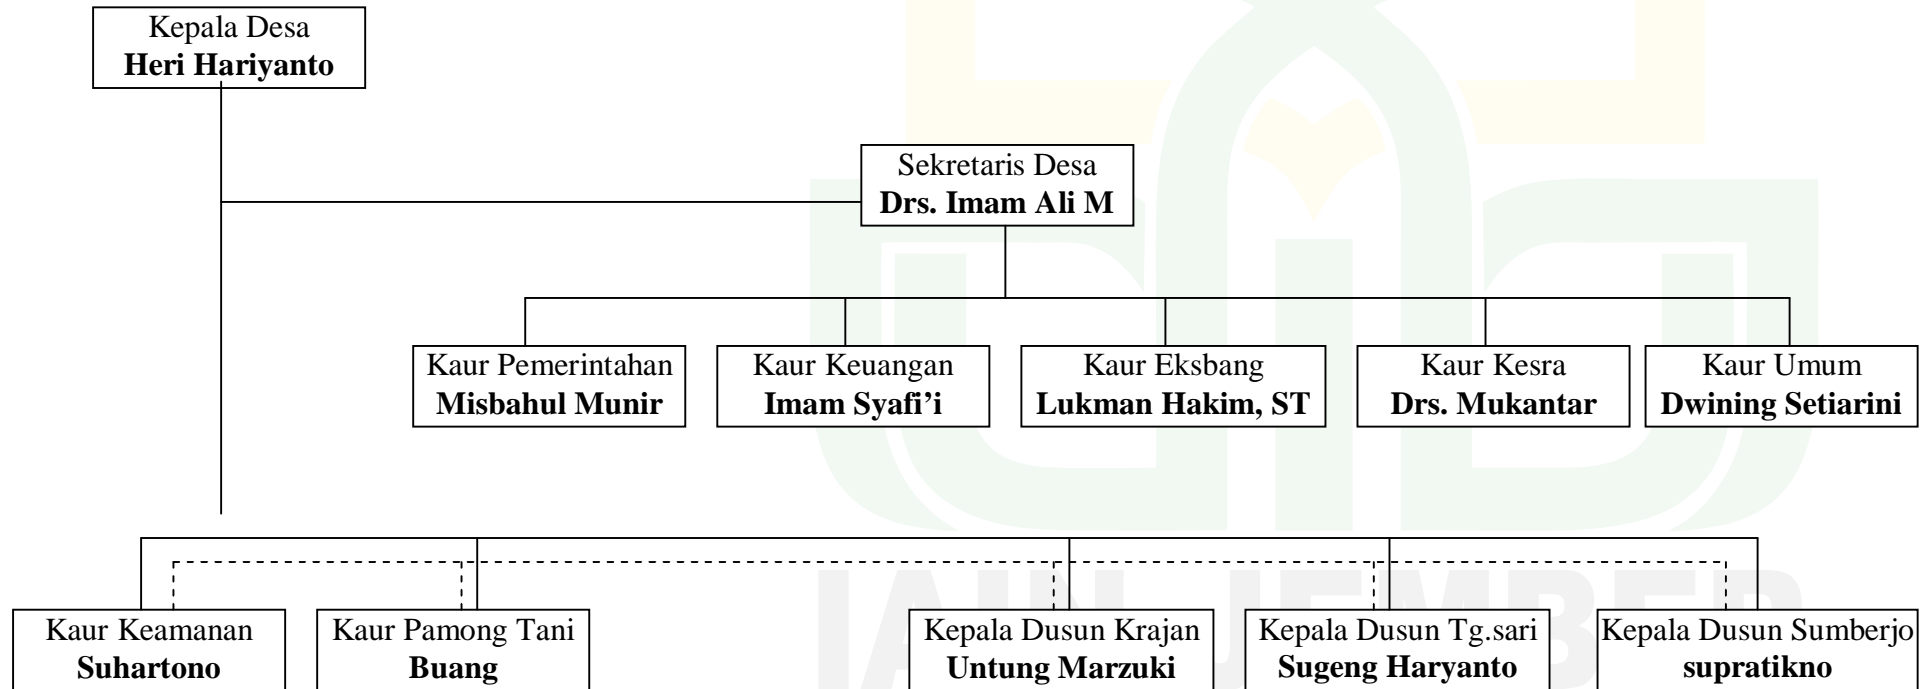 Kepala Desa
Heri Hariyanto
Sekretaris Desa
Drs. Imam Ali M
Kaur Pemerintahan
Misbahul Munir
Kaur Keuangan
Imam Syafi’i
Kaur Eksbang
Lukman Hakim, ST
Kaur Kesra
Drs. Mukantar
Kaur Umum
Dwining Setiarini
Kaur Keamanan
Suhartono
Kaur Pamong Tani
Buang
Kepala Dusun Krajan
Untung Marzuki
Kepala Dusun Tg.sari
Sugeng Haryanto
Kepala Dusun Sumberjo
supratikno
IAIN JEMBER